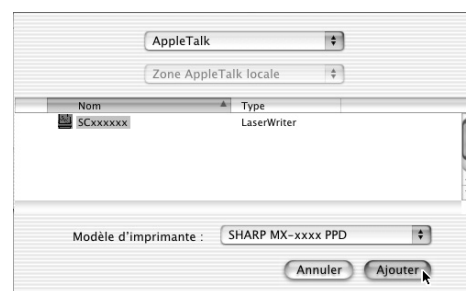 AppleTalk
Zone AppleTalk locale
Nom Type
SCxxxxxx LaserWriter
Modèle d'imprimante : SHARP MX-xxxx PPD
Annuler Ajouter